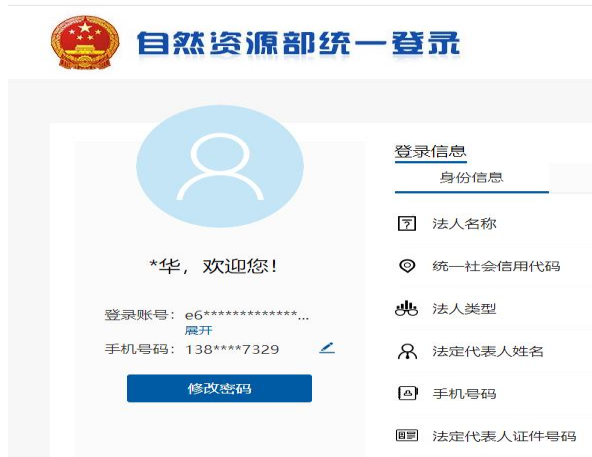 自然资源部统一登录
*华，欢迎您！
登录账号：e6*************...
展开
手机号码：138****7329
修改密码
登录信息
身份信息
法人名称
统一社会信用代码
法人类型
法定代表人姓名
手机号码
法定代表人证件号码